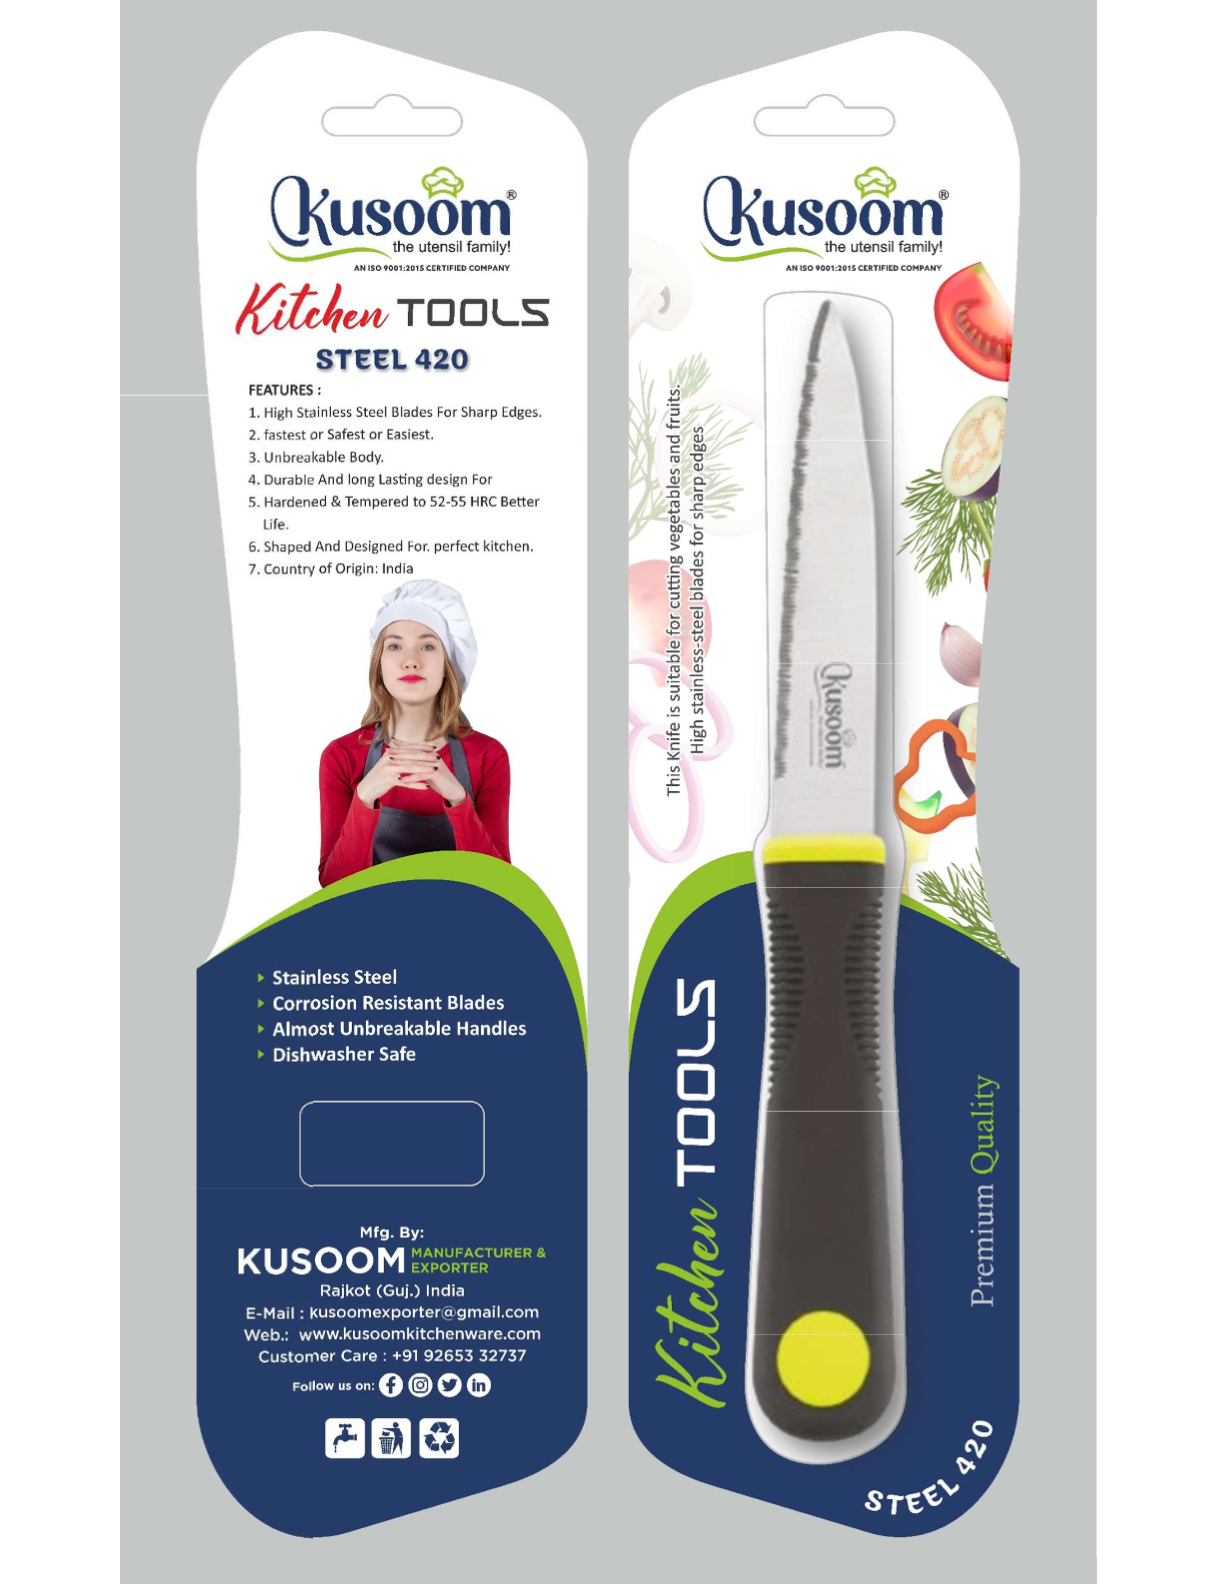 Kusoom®
the utensil family!
AN ISO 9001:2015 CERTIFIED COMPANY
Kitchen TOOLS
STEEL 420
FEATURES :
1. High Stainless Steel Blades For Sharp Edges.
2. fastest or Safest or Easiest.
3. Unbreakable Body.
4. Durable And long Lasting design For
5. Hardened & Tempered to 52-55 HRC Better
Life.
6. Shaped And Designed For. perfect kitchen.
7. Country of Origin: India
Stainless Steel
Corrosion Resistant Blades
Almost Unbreakable Handles
Dishwasher Safe
Mfg. By:
KUSOOM MANUFACTURER &
EXPORTER
Rajkot (Guj.) India
E-Mail : kusoomexporter@gmail.com
Web.: www.kusoomkitchenware.com
Customer Care : +91 92653 32737
Follow us on:
Kusoom®
the utensil family!
AN ISO 9001:2015 CERTIFIED COMPANY
This Knife is suitable for cutting vegetables and fruits.
High stainless-steel blades for sharp edges
Kusoom
Kitchen TOOLS
Premium Quality
STEEL 420